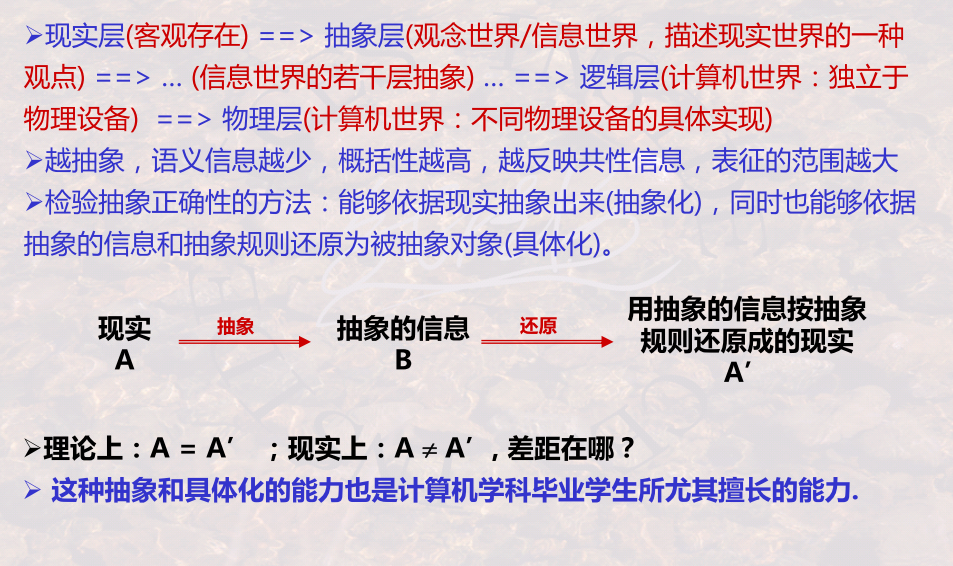 ➢现实层(客观存在) ==> 抽象层(观念世界/信息世界，描述现实世界的一种
观点) ==> … (信息世界的若干层抽象) … ==> 逻辑层(计算机世界：独立于
物理设备) ==> 物理层(计算机世界：不同物理设备的具体实现)
➢越抽象，语义信息越少，概括性越高，越反映共性信息，表征的范围越大
➢检验抽象正确性的方法：能够依据现实抽象出来(抽象化)，同时也能够依据
抽象的信息和抽象规则还原为被抽象对象(具体化)。
现实
A
抽象
抽象的信息
B
还原
用抽象的信息按抽象
规则还原成的现实
A′
➢理论上：A = A′ ；现实上：A ≠ A′，差距在哪？
➢ 这种抽象和具体化的能力也是计算机学科毕业学生所尤其擅长的能力.